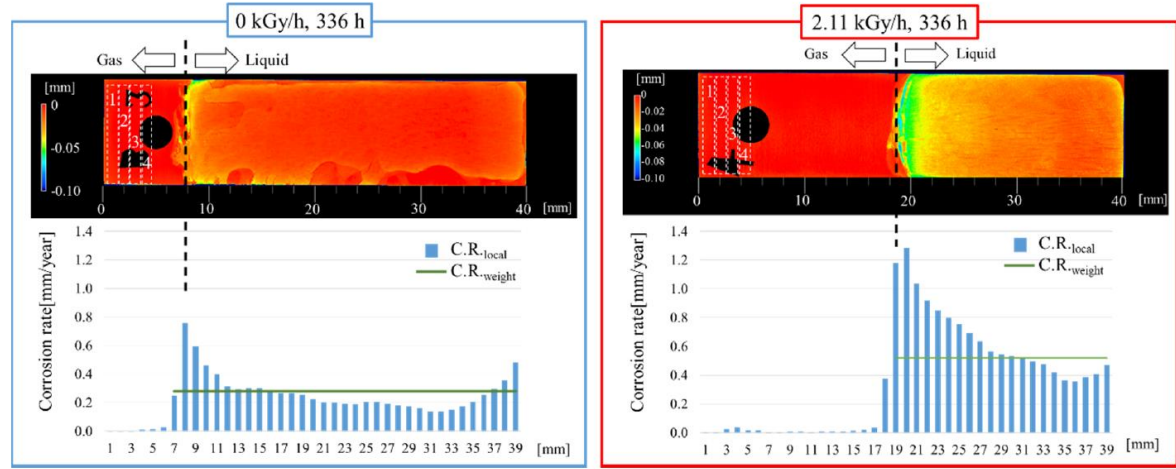 0 kGy/h, 336 h
Gas Liquid
[mm]
0
-0.05
-0.10
1
2
3
4
3
0 10 20 30 40 [mm]
Corrosion rate[mm/year]
1.4
1.2
1.0
0.8
0.6
0.4
0.2
0.0
C.R.local
C.R.weight
1 3 5 7 9 11 13 15 17 19 21 23 25 27 29 31 33 35 37 39 [mm]
2.11 kGy/h, 336 h
Gas Liquid
[mm]
0
-0.02
-0.04
-0.06
-0.08
-0.10
1
2
3
4
0 10 20 30 40 [mm]
Corrosion rate[mm/year]
1.4
1.2
1.0
0.8
0.6
0.4
0.2
0.0
C.R.local
C.R.weight
1 3 5 7 9 11 13 15 17 19 21 23 25 27 29 31 33 35 37 39 [mm]